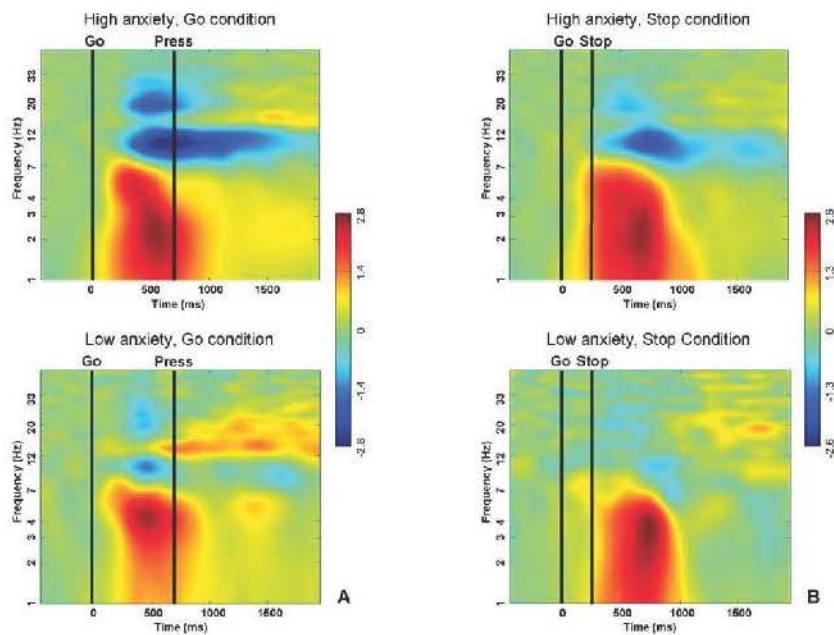 High anxiety, Go condition
Go Press
Frequency (Hz)
33
20
12
7
4
3
2
1
0 500 1000 1500
Time (ms)
High anxiety, Stop condition
Go Stop
Frequency (Hz)
33
20
12
7
4
3
2
1
0 500 1000 1500
Time (ms)
2.8
1.4
0
-1.4
-2.8
2.8
1.3
0
-1.3
-2.6
Low anxiety, Go condition
Go Press
Frequency (Hz)
33
20
12
7
4
3
2
1
0 500 1000 1500
Time (ms)
A
Low anxiety, Stop Condition
Go Stop
Frequency (Hz)
33
20
12
7
4
3
2
1
0 500 1000 1500
Time (ms)
B